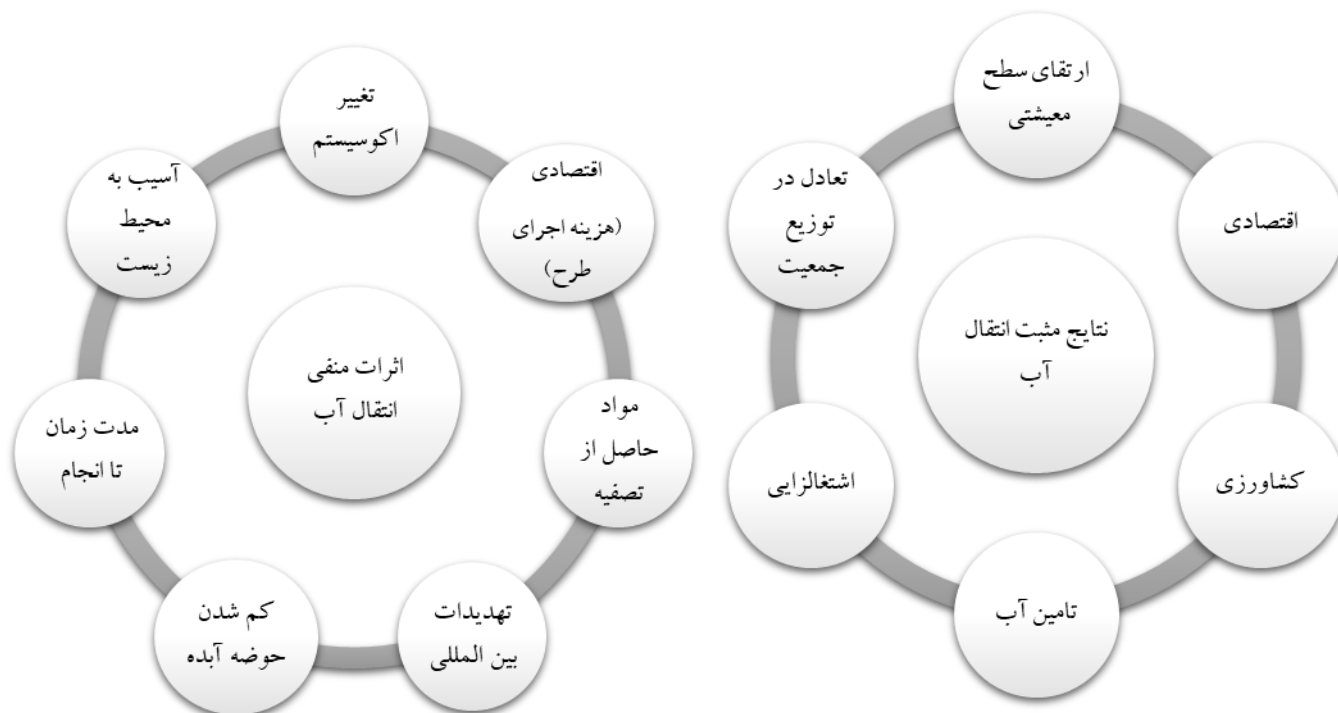 نتایج مثبت انتقال
آب
ارتقای سطح
معیشتی
اقتصادی
کشاورزی
تامین آب
اشتغالزایی
تعادل در
توزیع
جمعیت
اثرات منفی
انتقال آب
تغییر
اکوسیستم
اقتصادی
(هزینه اجرای
طرح)
مواد
حاصل از
تصفیه
تهدیدات
بین المللی
کم شدن
حوضه آبده
مدت زمان
تا انجام
آسیب به
محیط
زیست